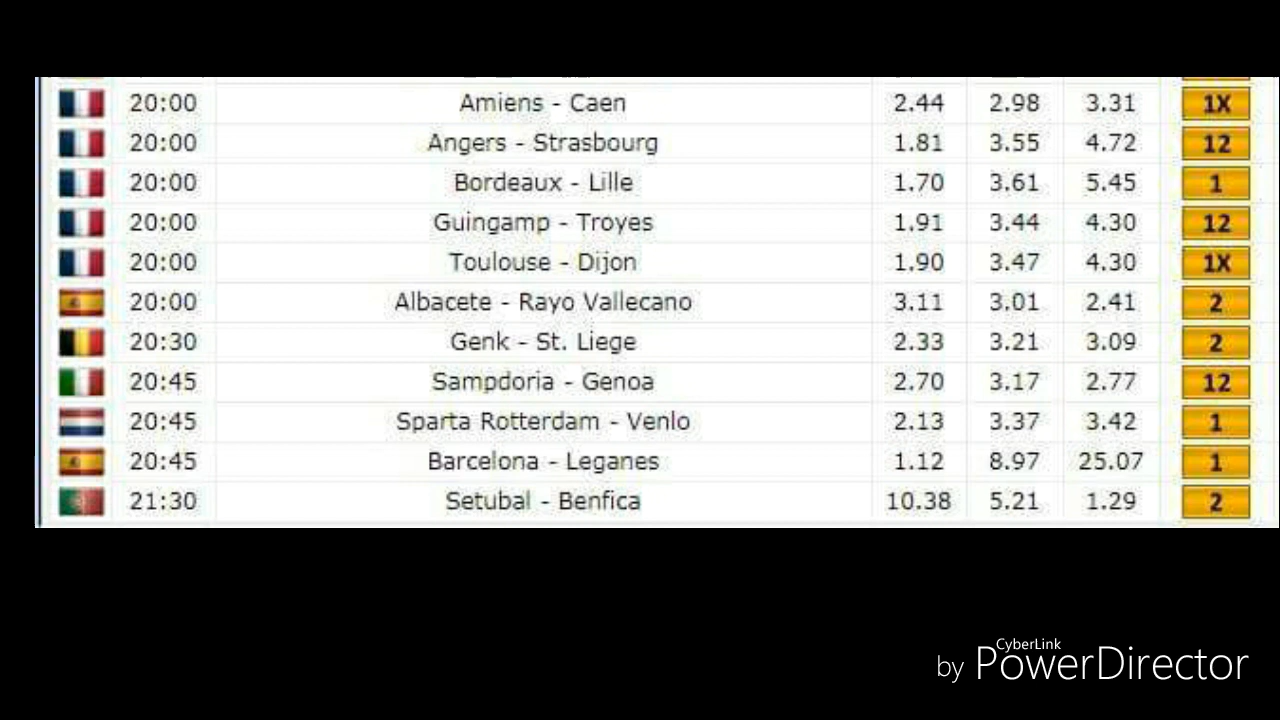 20:00 Amiens - Caen 2.44 2.98 3.31 1X
20:00 Angers - Strasbourg 1.81 3.55 4.72 12
20:00 Bordeaux - Lille 1.70 3.61 5.45 1
20:00 Guingamp - Troyes 1.91 3.44 4.30 12
20:00 Toulouse - Dijon 1.90 3.47 4.30 1X
20:00 Albacete - Rayo Vallecano 3.11 3.01 2.41 2
20:30 Genk - St. Liege 2.33 3.21 3.09 2
20:45 Sampdoria - Genoa 2.70 3.17 2.77 12
20:45 Sparta Rotterdam - Venlo 2.13 3.37 3.42 1
20:45 Barcelona - Leganes 1.12 8.97 25.07 1
21:30 Setubal - Benfica 10.38 5.21 1.29 2
CyberLink
by PowerDirector